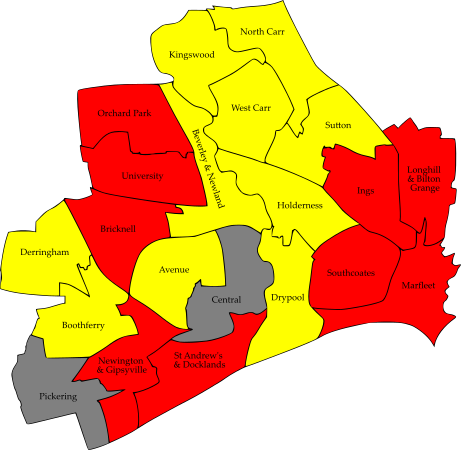 North Carr
Kingswood
West Carr
Orchard Park
Sutton
Beverley & Newland
University
Longhill
& Bilton
Grange
Ings
Holderness
Bricknell
Derringham
Avenue
Southcoates
Marfleet
Central
Drypool
Boothferry
Newington
& Gipsyville
St Andrew's
& Docklands
Pickering